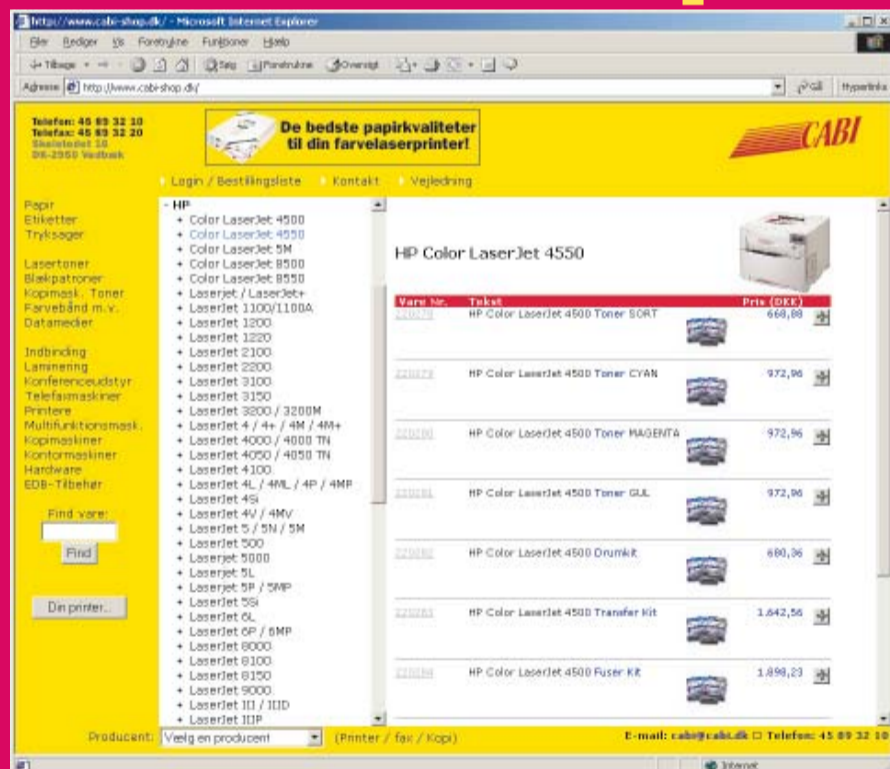 http://www.cabi-shop.dk/ - Microsoft Internet Explorer
Filer Rediger Vis Foretrukne Funktioner Hjælp
Tilbage Søg Foretrukne Oversigt
Adresse http://www.cabi-shop.dk/ Gå Hyperlinks
Telefon: 45 89 32 10
Telefax: 45 89 32 20
DK-2950 Vedbæk
De bedste papirkvaliteter
til din farvelaserprinter!
CABI
Login / Bestillingsliste Kontakt Vejledning
Papir
Etiketter
Tryksager
Lasertoner
Blækpatroner
Kopimask. Toner
Farvebånd m.v.
Datamedier
Indbinding
Laminering
Konferenceudstyr
Telefaxmaskiner
Printere
Multifunktionsmask.
Kopimaskiner
Kontormaskiner
Hardware
EDB-Tilbehør
Find vare:
Find
Din printer...
- HP
+ Color LaserJet 4500
+ Color LaserJet 4550
+ Color LaserJet 5M
+ Color LaserJet 8500
+ Color LaserJet 8550
+ Laserjet / LaserJet+
+ LaserJet 1100/1100A
+ LaserJet 1200
+ LaserJet 1220
+ LaserJet 2100
+ LaserJet 2200
+ LaserJet 3100
+ LaserJet 3150
+ LaserJet 3200 / 3200M
+ LaserJet 4 / 4+ / 4M / 4M+
+ LaserJet 4000 / 4000 TN
+ LaserJet 4050 / 4050 TN
+ LaserJet 4100
+ LaserJet 4L / 4ML / 4P / 4MP
+ LaserJet 4Si
+ LaserJet 4V / 4MV
+ LaserJet 5 / 5N / 5M
+ LaserJet 500
+ Laserjet 5000
+ Laserjet 5L
+ Laserjet 5P / 5MP
+ LaserJet 5Si
+ LaserJet 6L
+ LaserJet 6P / 6MP
+ LaserJet 8000
+ LaserJet 8100
+ LaserJet 8150
+ LaserJet 9000
+ LaserJet III / IIID
+ LaserJet IIIP
HP Color LaserJet 4550
Vare Nr. Tekst Pris (DKK)
220278 HP Color LaserJet 4500 Toner SORT 668,88
220279 HP Color LaserJet 4500 Toner CYAN 972,96
220280 HP Color LaserJet 4500 Toner MAGENTA 972,96
220281 HP Color LaserJet 4500 Toner GUL 972,96
220282 HP Color LaserJet 4500 Drumkit 680,36
220283 HP Color LaserJet 4500 Transfer Kit 1.642,56
220284 HP Color LaserJet 4500 Fuser Kit 1.898,23
Producent: Vælg en producent (Printer / fax / Kopi)
E-mail: cabi@cabi.dk Telefon: 45 89 32 10
Internet